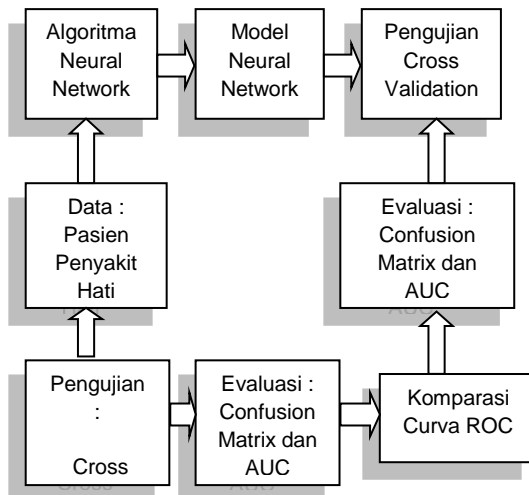 Algoritma
Neural
Network
Model
Neural
Network
Pengujian
Cross
Validation
Data :
Pasien
Penyakit
Hati
Evaluasi :
Confusion
Matrix dan
AUC
Pengujian
:
Cross
Evaluasi :
Confusion
Matrix dan
AUC
Komparasi
Curva ROC